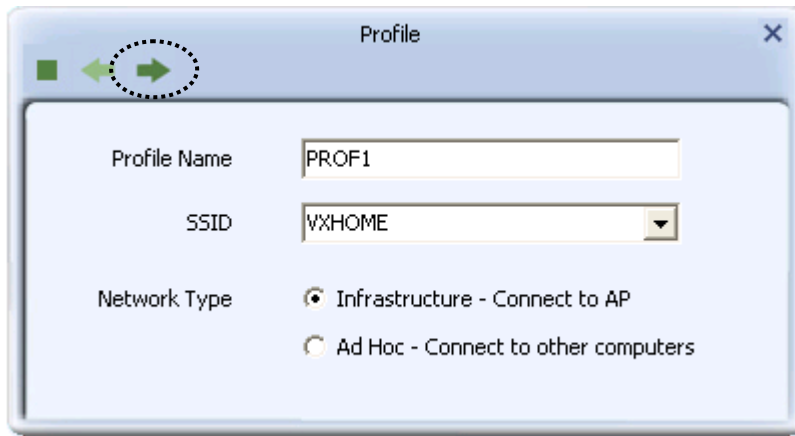 Profile
Profile Name PROF1
SSID VXHOME
Network Type Infrastructure - Connect to AP
Ad Hoc - Connect to other computers